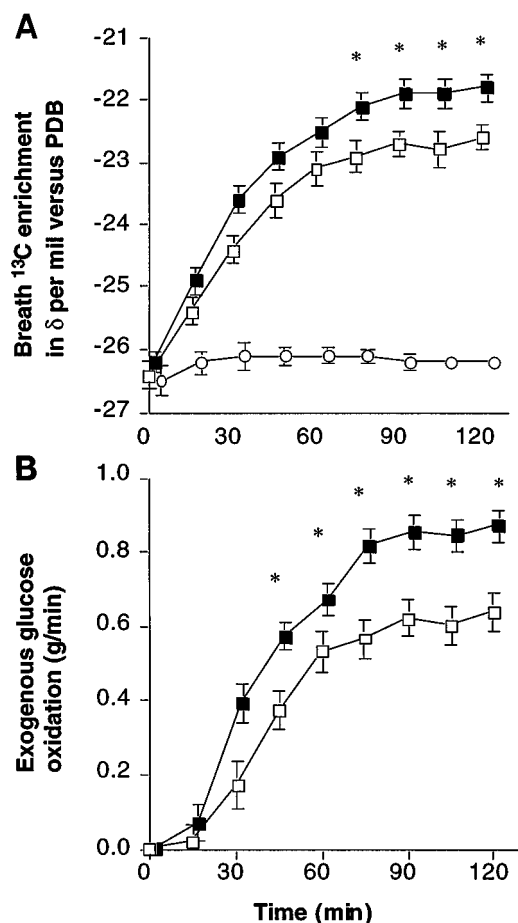 A
-21
-22
-23
-24
-25
-26
-27
Breath ¹³C enrichment
in δ per mil versus PDB
* * * *
0 30 60 90 120
B
1.0
0.8
0.6
0.4
0.2
0.0
Exogenous glucose
oxidation (g/min)
* * * * * *
30 60 90 120
Time (min)